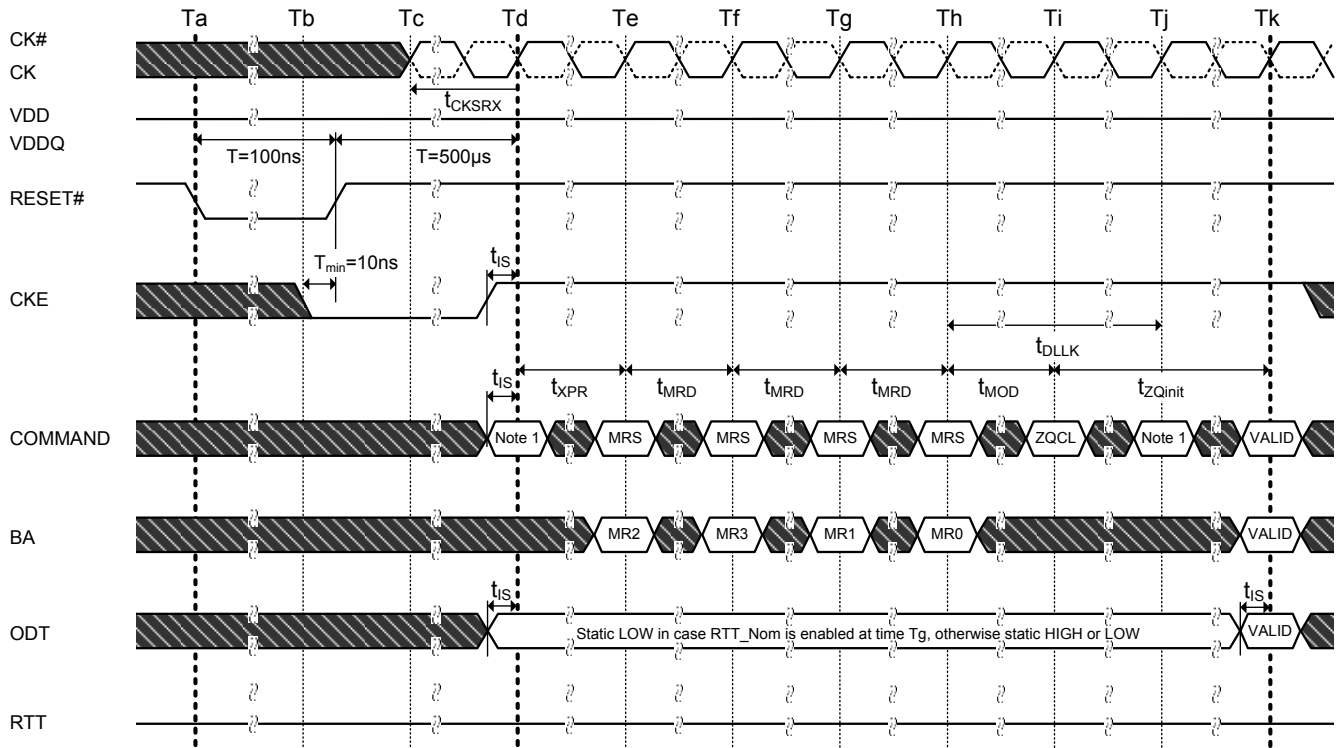 Ta Tb Tc Td Te Tf Tg Th Ti Tj Tk
CK#
CK
tCKSRX
VDD
VDDQ
T=100ns T=500µs
RESET#
Tmin=10ns tIS
CKE
tDLLK
tIS tXPR tMRD tMRD tMRD tMOD tZQinit
COMMAND Note 1 MRS MRS MRS MRS ZQCL Note 1 VALID
BA MR2 MR3 MR1 MR0 VALID
tIS tIS
ODT Static LOW in case RTT_Nom is enabled at time Tg, otherwise static HIGH or LOW VALID
RTT